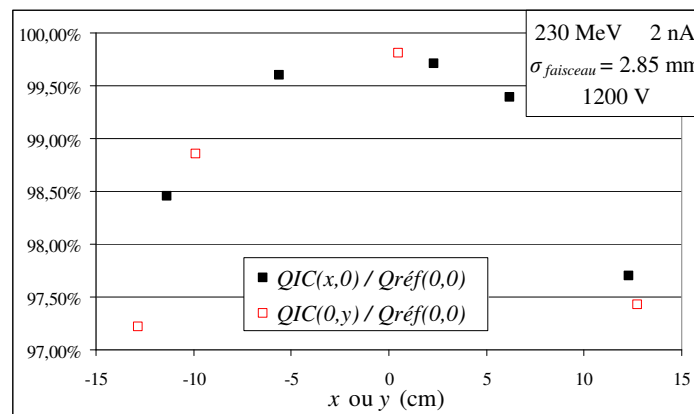 100,00%
99,50%
99,00%
98,50%
98,00%
97,50%
97,00%
230 MeV 2 nA
σ faisceau = 2.85 mm
1200 V
QIC(x,0) / Qréf(0,0)
QIC(0,y) / Qréf(0,0)
-15 -10 -5 0 5 10 15
x ou y (cm)